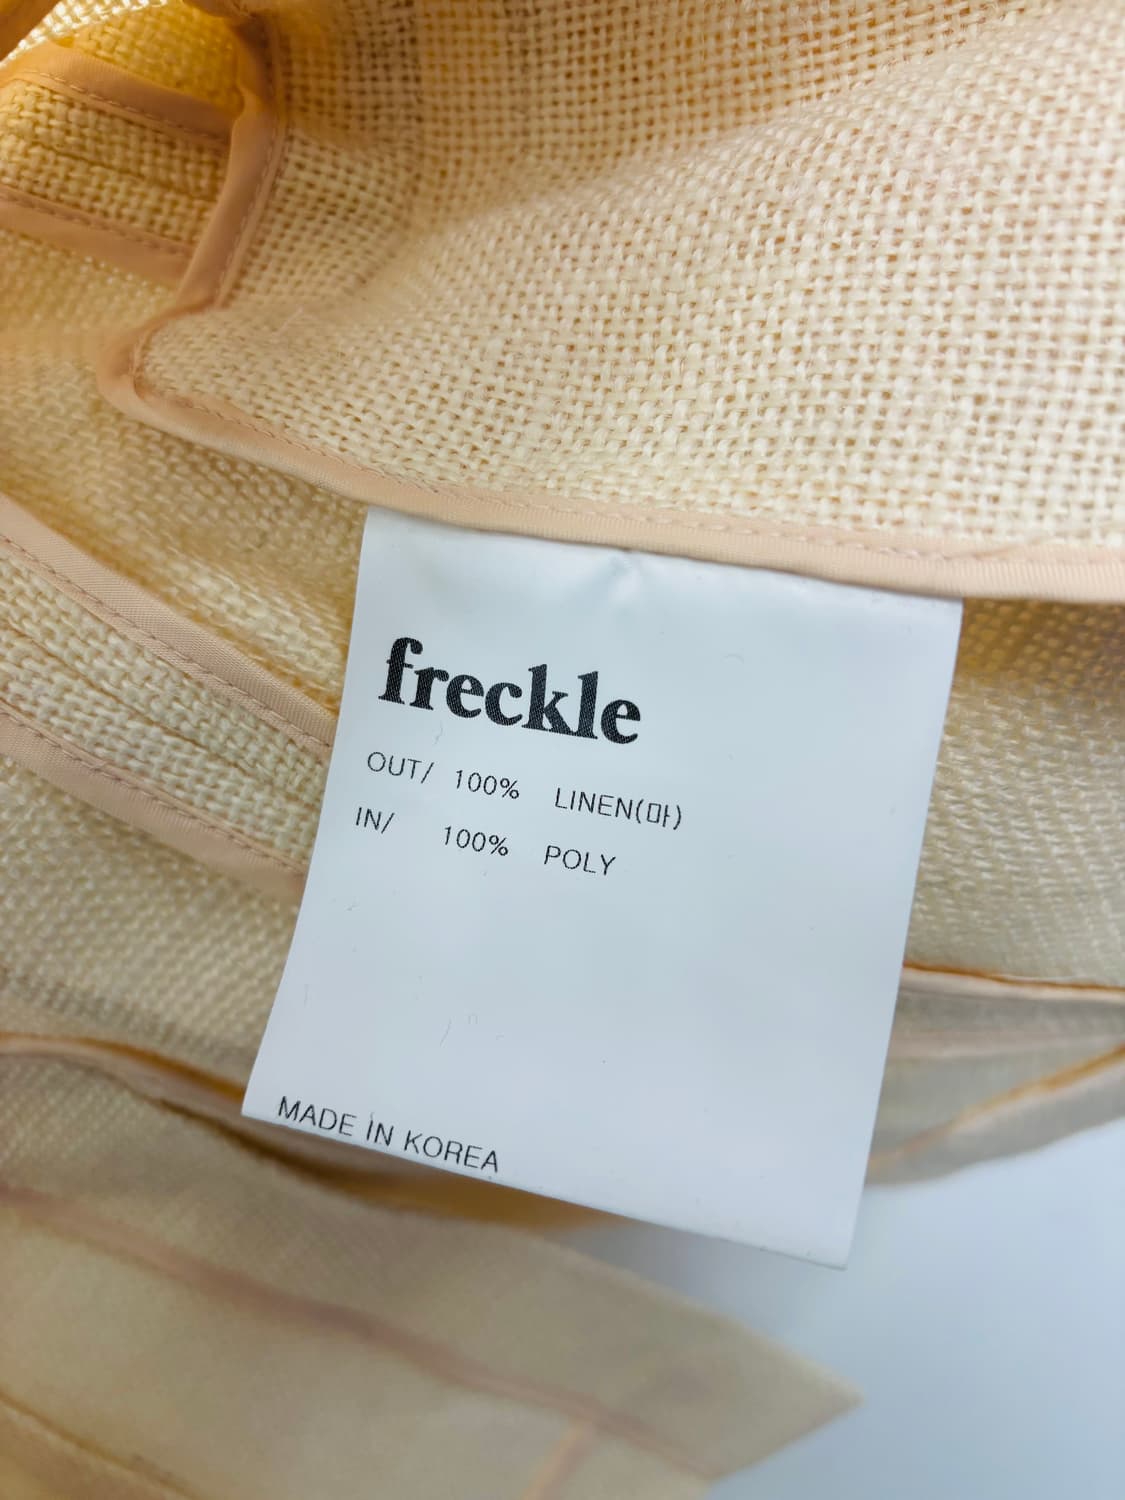 freckle
OUT/ 100% LINEN(마)
IN/ 100% POLY
MADE IN KOREA